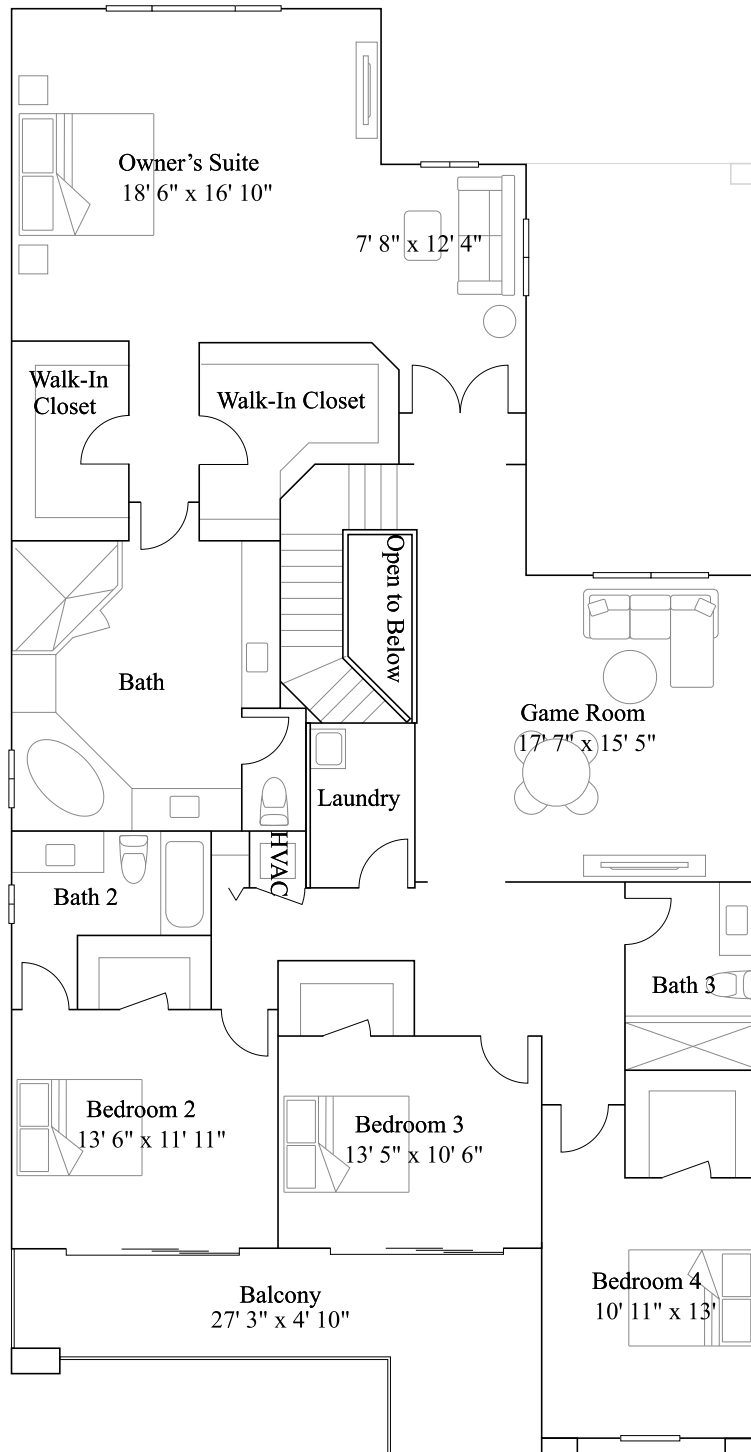 Owner’s Suite
18' 6" x 16' 10"
7' 8" x 12' 4"
Walk-In
Closet
Walk-In Closet
Open to Below
Bath
Game Room
17' 7" x 15' 5"
Laundry
HVAC
Bath 2
Bath 3
Bedroom 2
13' 6" x 11' 11"
Bedroom 3
13' 5" x 10' 6"
Bedroom 4
10' 11" x 13'
Balcony
27' 3" x 4' 10"